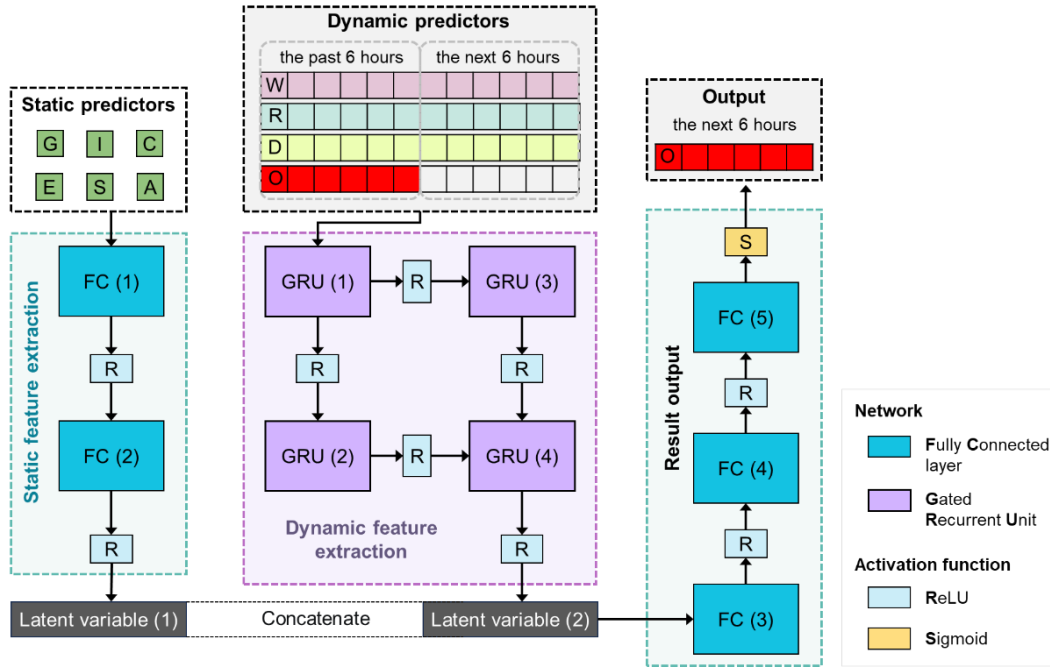 Dynamic predictors
the past 6 hours
the next 6 hours
W
R
D
O
Static predictors
G I C
E S A
Output
the next 6 hours
O
FC (1)
R
FC (2)
R
Static feature extraction
GRU (1)
R
GRU (3)
R
R
GRU (2)
R
GRU (4)
R
Dynamic feature
extraction
Latent variable (1)
Concatenate
Latent variable (2)
S
FC (5)
R
FC (4)
R
FC (3)
Result output
Network
Fully Connected
layer
Gated
Recurrent Unit
Activation function
ReLU
Sigmoid